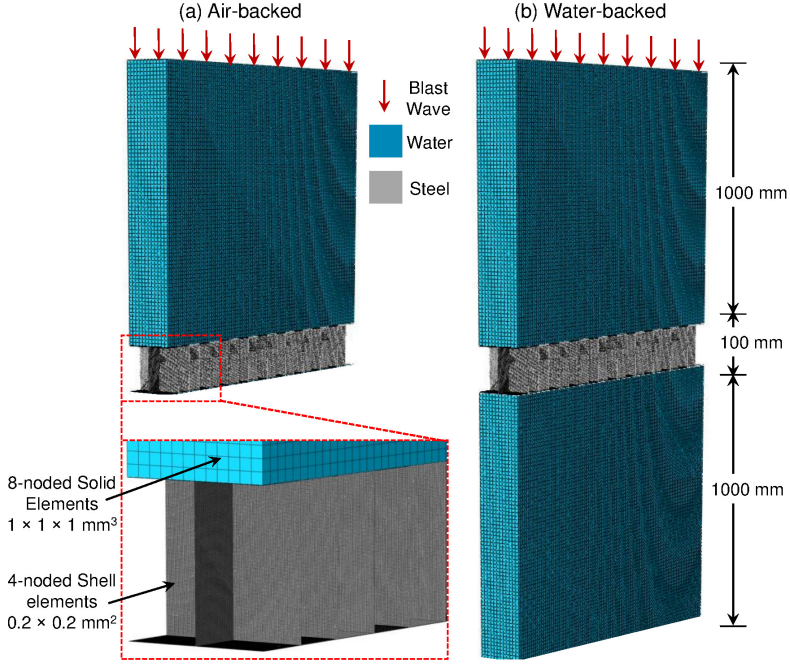 (a) Air-backed
(b) Water-backed
Blast
Wave
Water
Steel
1000 mm
100 mm
1000 mm
8-noded Solid
Elements
1 × 1 × 1 mm³
4-noded Shell
elements
0.2 × 0.2 mm²